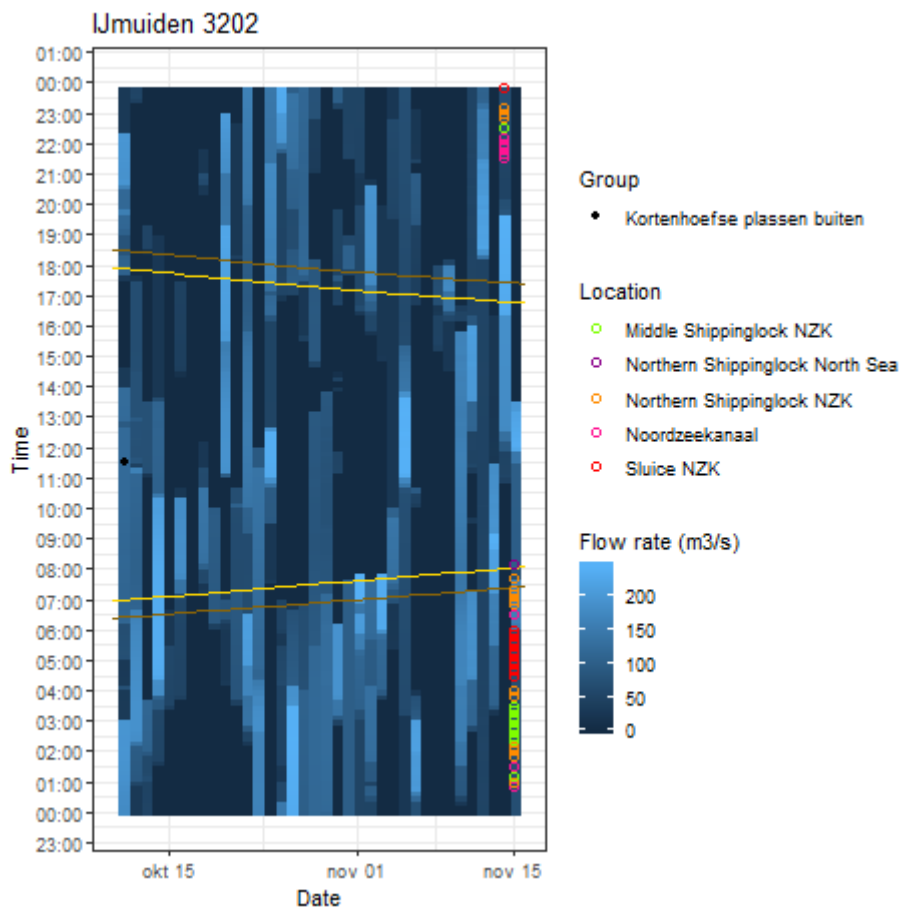 IJmuiden 3202
01:00
00:00
23:00
22:00
21:00
20:00
19:00
18:00
17:00
16:00
15:00
14:00
13:00
12:00
11:00
10:00
09:00
08:00
07:00
06:00
05:00
04:00
03:00
02:00
01:00
00:00
23:00
Time
okt 15
nov 01
nov 15
Date
Group
Kortenhoefse plassen buiten
Location
Middle Shippinglock NZK
Northern Shippinglock North Sea
Northern Shippinglock NZK
Noordzeekanaal
Sluice NZK
Flow rate (m3/s)
200
150
100
50
0